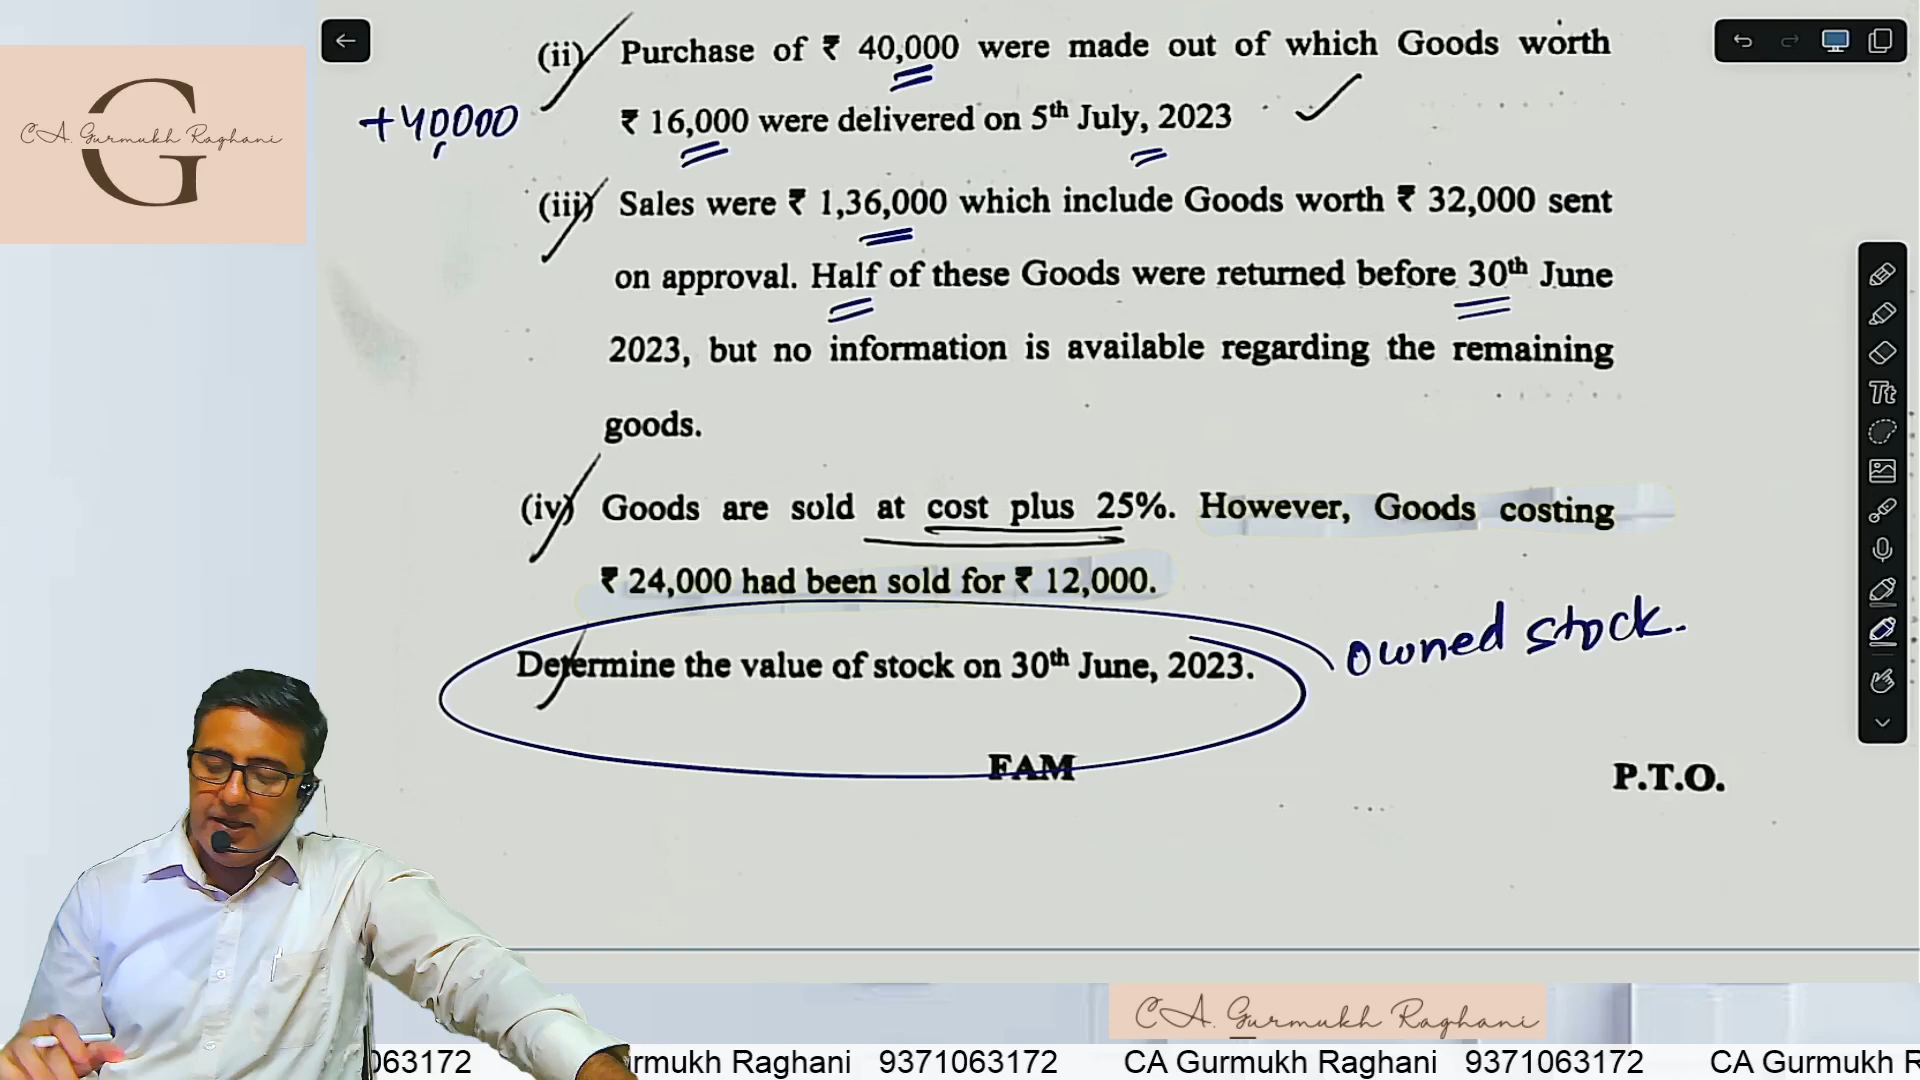 (ii) Purchase of ₹ 40,000 were made out of which Goods worth
+40000
₹ 16,000 were delivered on 5th July, 2023
C A. Gurmukh Raghani
G
(iii) Sales were ₹ 1,36,000 which include Goods worth ₹ 32,000 sent
on approval. Half of these Goods were returned before 30th June
2023, but no information is available regarding the remaining
goods.
(iv) Goods are sold at cost plus 25%. However, Goods costing
₹ 24,000 had been sold for ₹ 12,000.
owned stock.
Determine the value of stock on 30th June, 2023.
FAM
P.T.O.
Tt
CA. Gurmukh Raghani
063172 urmukh Raghani 9371063172 CA Gurmukh Raghani 9371063172 CA Gurmukh R